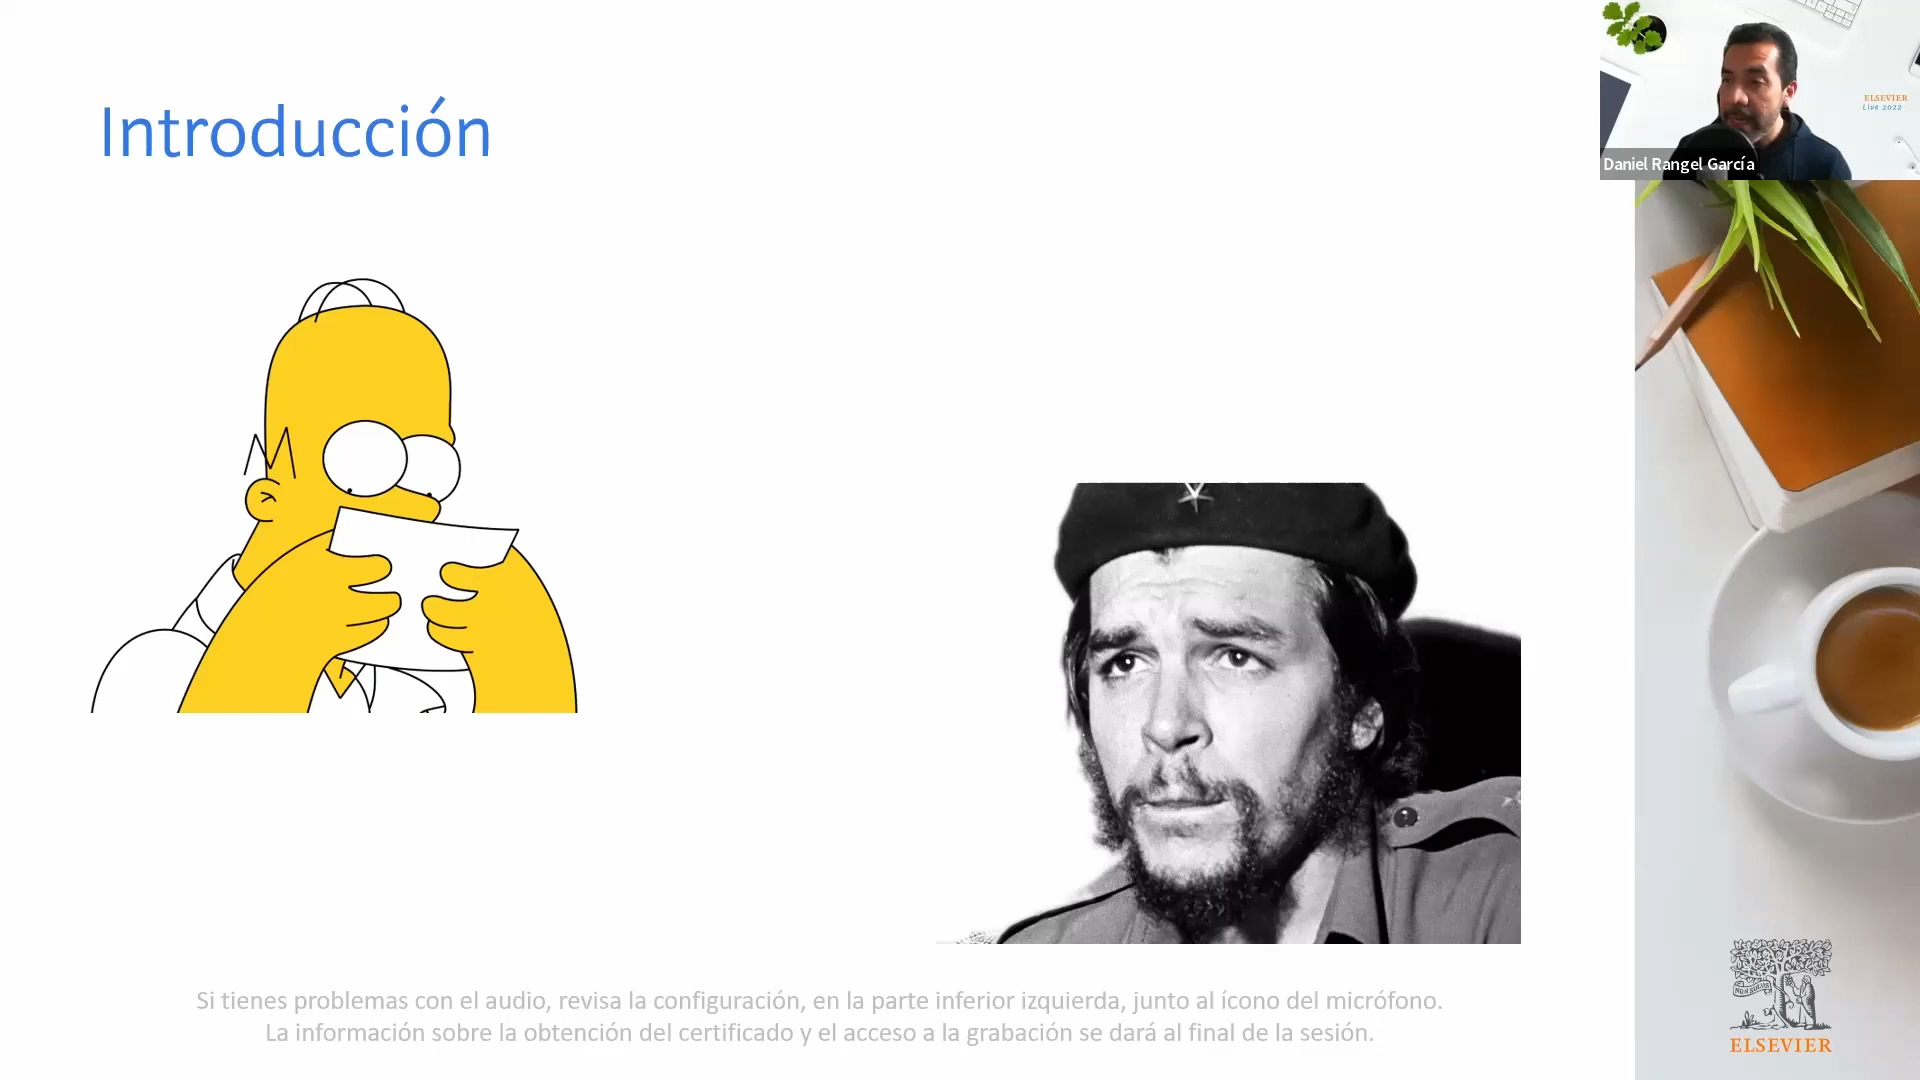 Introducción
ELSEVIER
Live 2022
Daniel Rangel García
Si tienes problemas con el audio, revisa la configuración, en la parte inferior izquierda, junto al ícono del micrófono.
La información sobre la obtención del certificado y el acceso a la grabación se dará al final de la sesión.
NON SOLUS
ELSEVIER